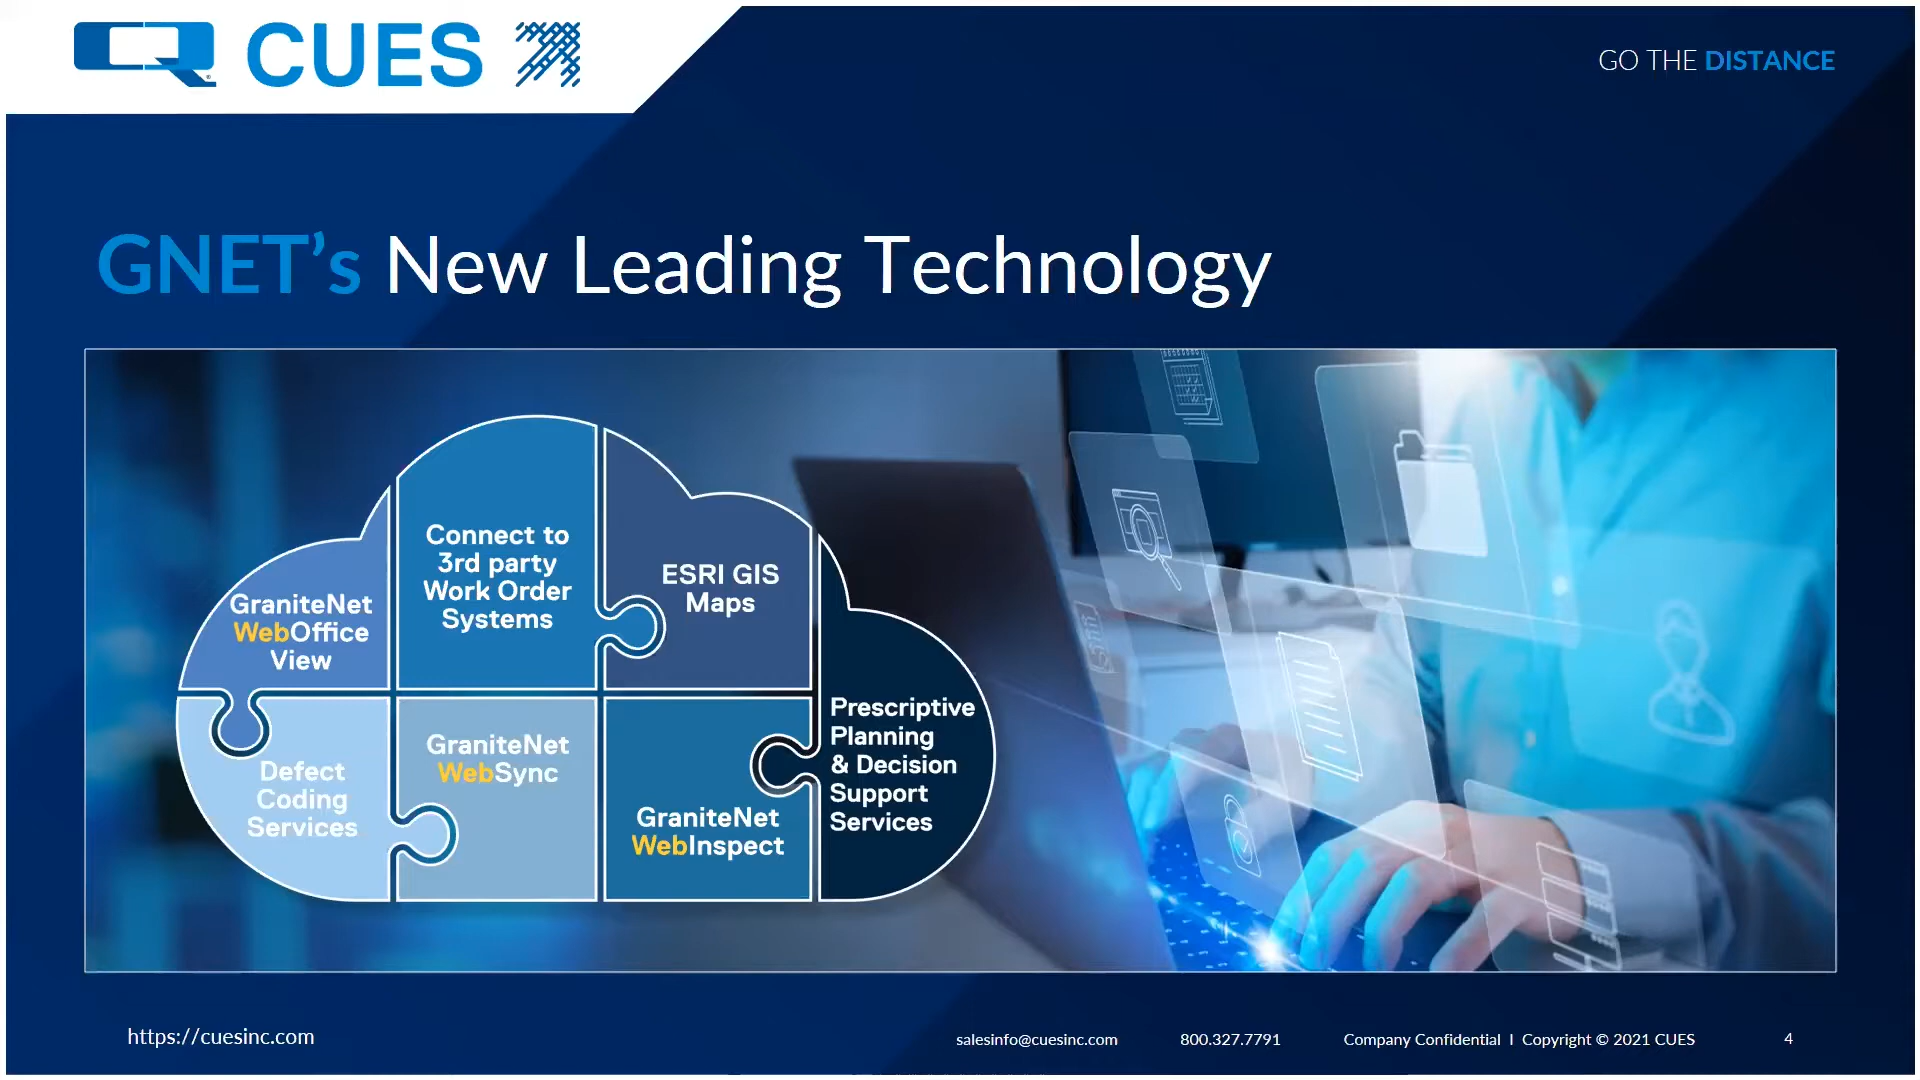 CUES
GO THE DISTANCE
GNET’s New Leading Technology
GraniteNet
WebOffice
View
Connect to
3rd party
Work Order
Systems
ESRI GIS
Maps
Defect
Coding
Services
GraniteNet
WebSync
GraniteNet
WebInspect
Prescriptive
Planning
& Decision
Support
Services
https://cuesinc.com
salesinfo@cuesinc.com
800.327.7791
Company Confidential I Copyright © 2021 CUES
4